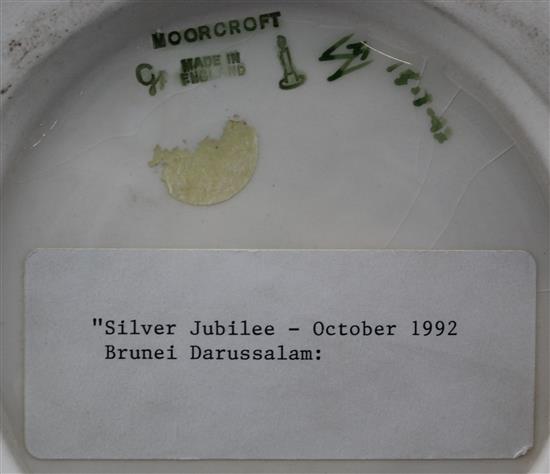 MOORCROFT
MADE IN
ENGLAND
"Silver Jubilee - October 1992
Brunei Darussalam: